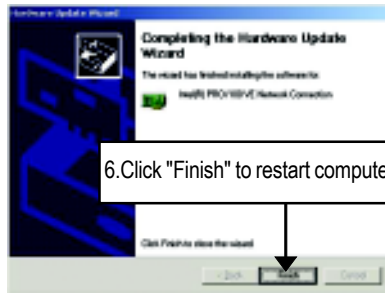 Hardware Update Wizard
Completing the Hardware Update
Wizard
The wizard has finished installing the software for:
Intel(R) PRO/100 VE Network Connection
6.Click "Finish" to restart compute
Click Finish to close the wizard
< Back Finish Cancel